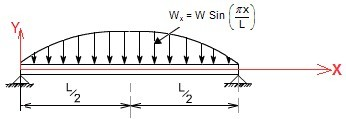 Wx = W Sin (πx/L)
Y
X
L/2 L/2